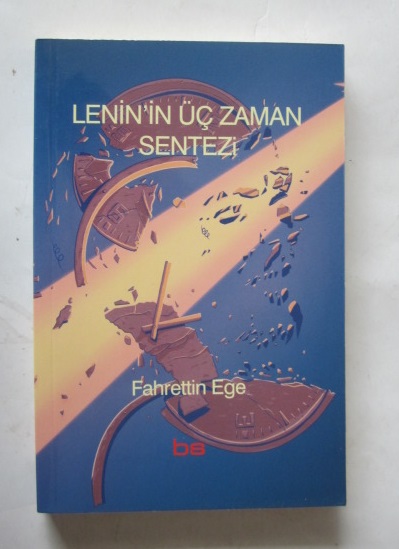 LENİN'İN ÜÇ ZAMAN
SENTEZİ
Fahrettin Ege
bs